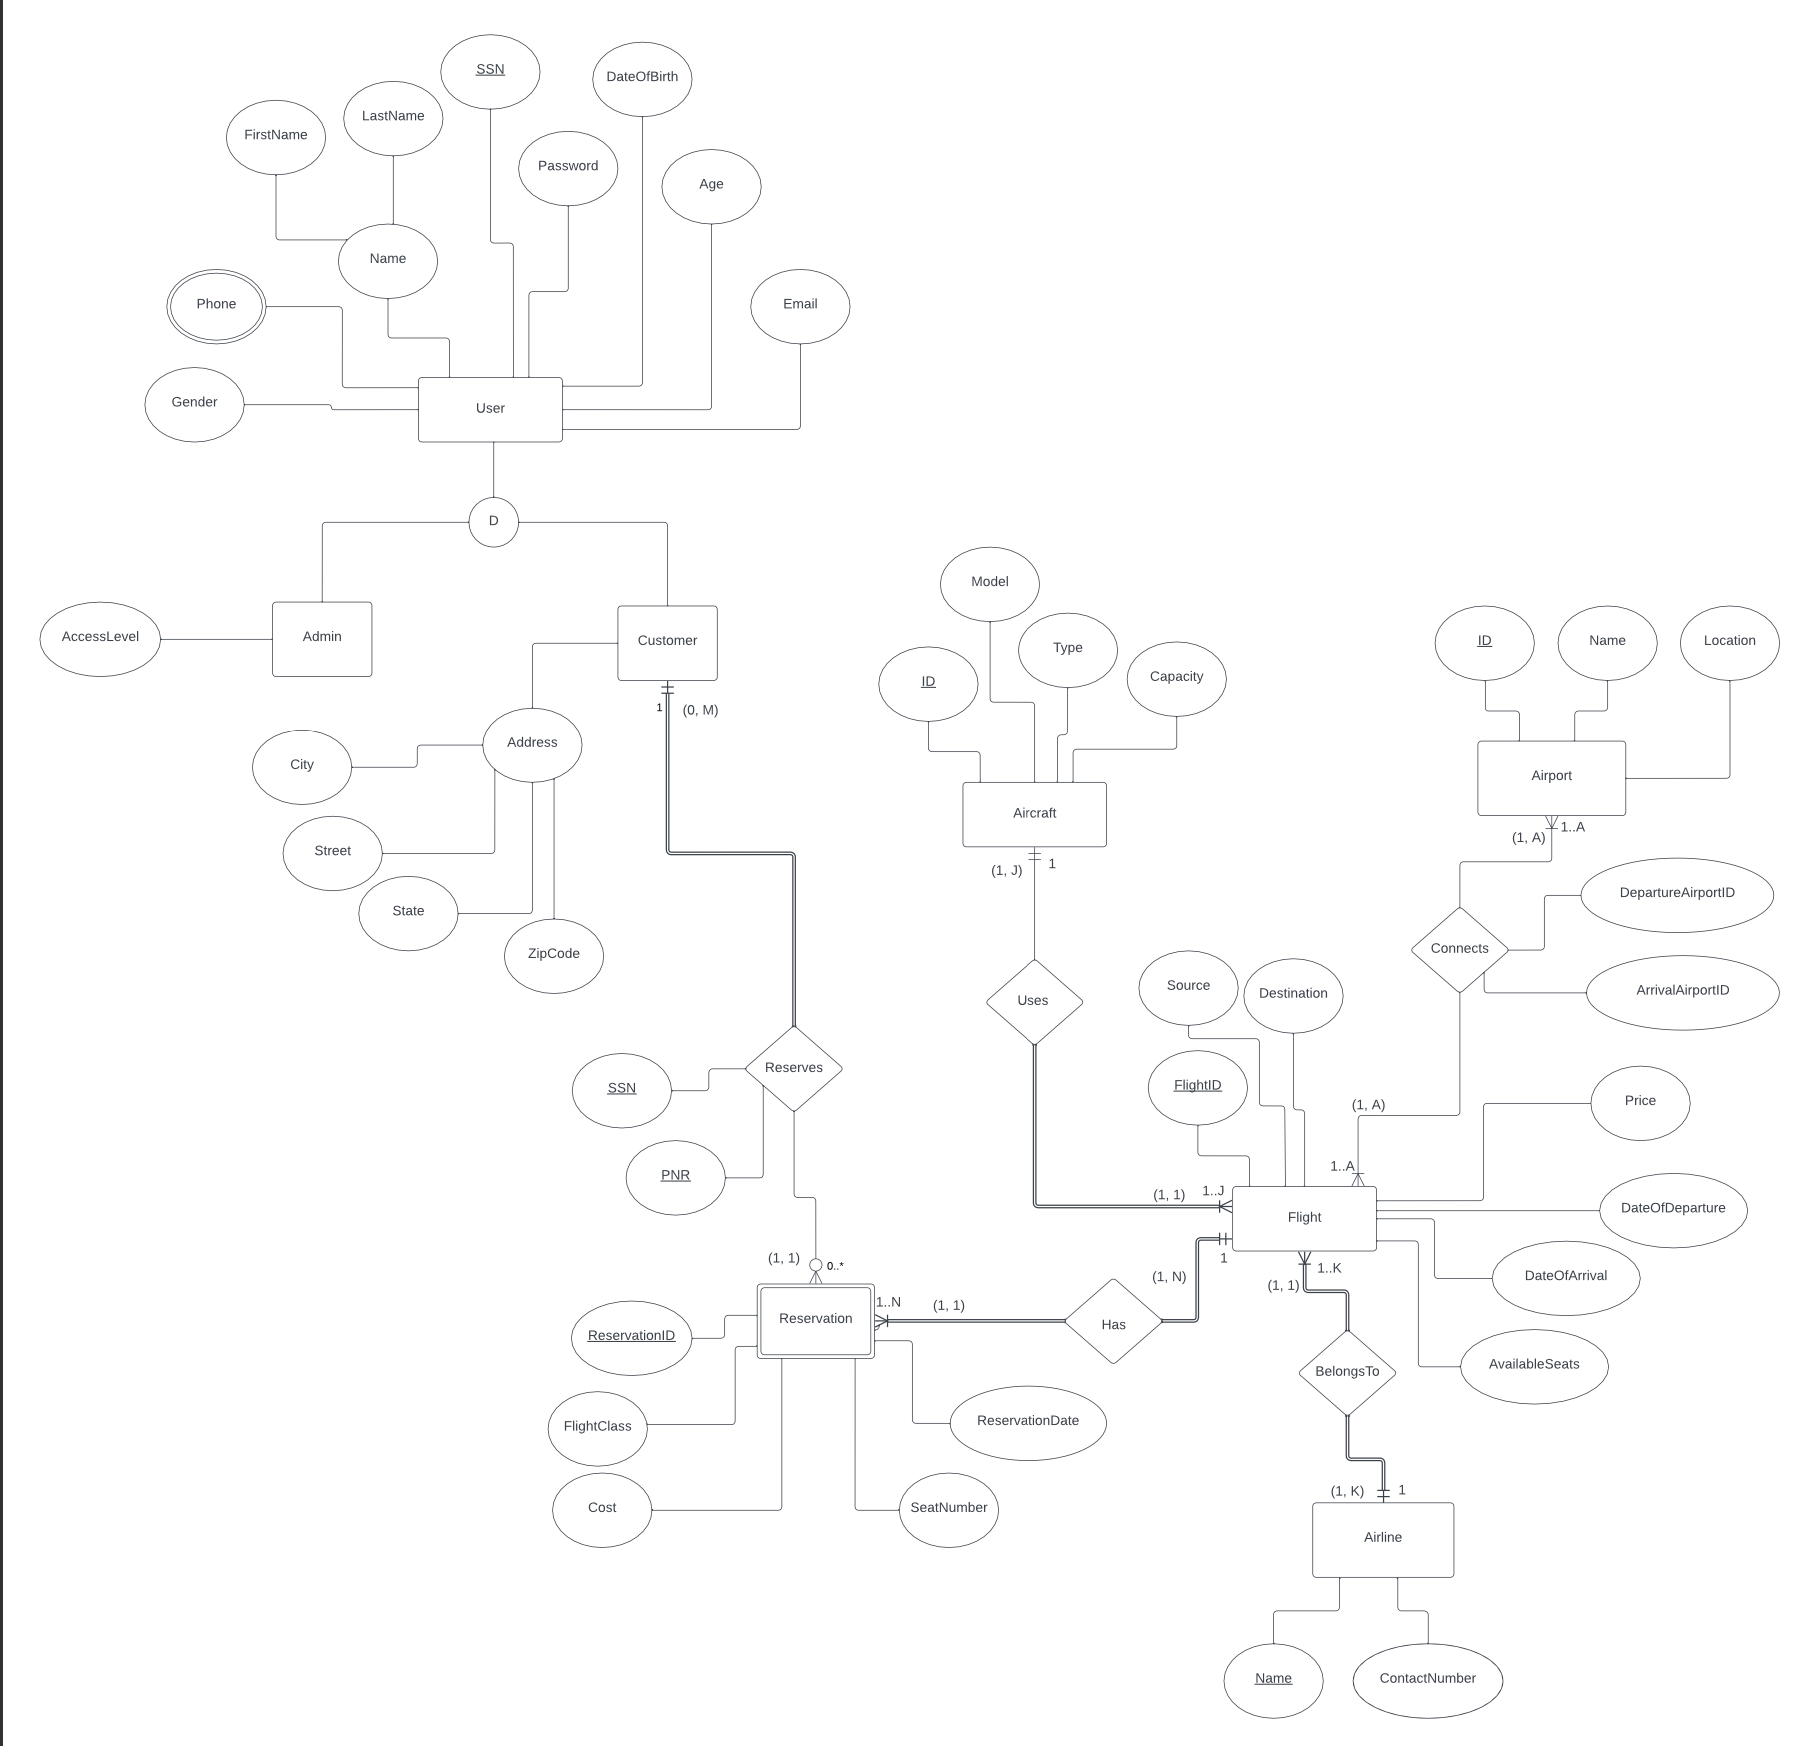 SSN
DateOfBirth
LastName
FirstName
Password
Age
Name
Phone
Email
Gender
User
D
Model
AccessLevel
Admin
Customer
Type
ID
Name
Location
ID
Capacity
1
(0, M)
Address
City
Airport
Aircraft
1..A
(1, A)
Street
(1, J)
1
DepartureAirportID
State
Connects
ZipCode
Source
Destination
ArrivalAirportID
Uses
Reserves
SSN
FlightID
Price
(1, A)
PNR
1..A
(1, 1)
1..J
Flight
DateOfDeparture
(1, 1)
0..*
1
1..K
(1, N)
(1, 1)
DateOfArrival
1..N
(1, 1)
Reservation
Has
ReservationID
AvailableSeats
BelongsTo
ReservationDate
FlightClass
(1, K)
1
Cost
SeatNumber
Airline
Name
ContactNumber